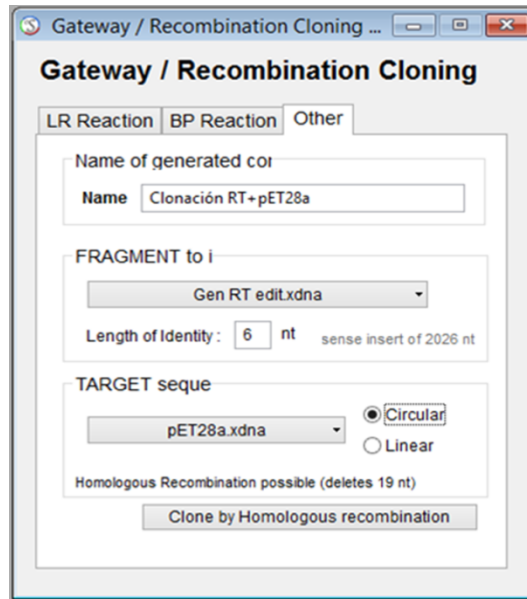 Gateway / Recombination Cloning ...
Gateway / Recombination Cloning
LR Reaction BP Reaction Other
Name of generated cor
Name Clonación RT+pET28a
FRAGMENT to i
Gen RT edit.xdna
Length of Identity: 6 nt sense insert of 2026 nt
TARGET seque
pET28a.xdna
Circular
Linear
Homologous Recombination possible (deletes 19 nt)
Clone by Homologous recombination